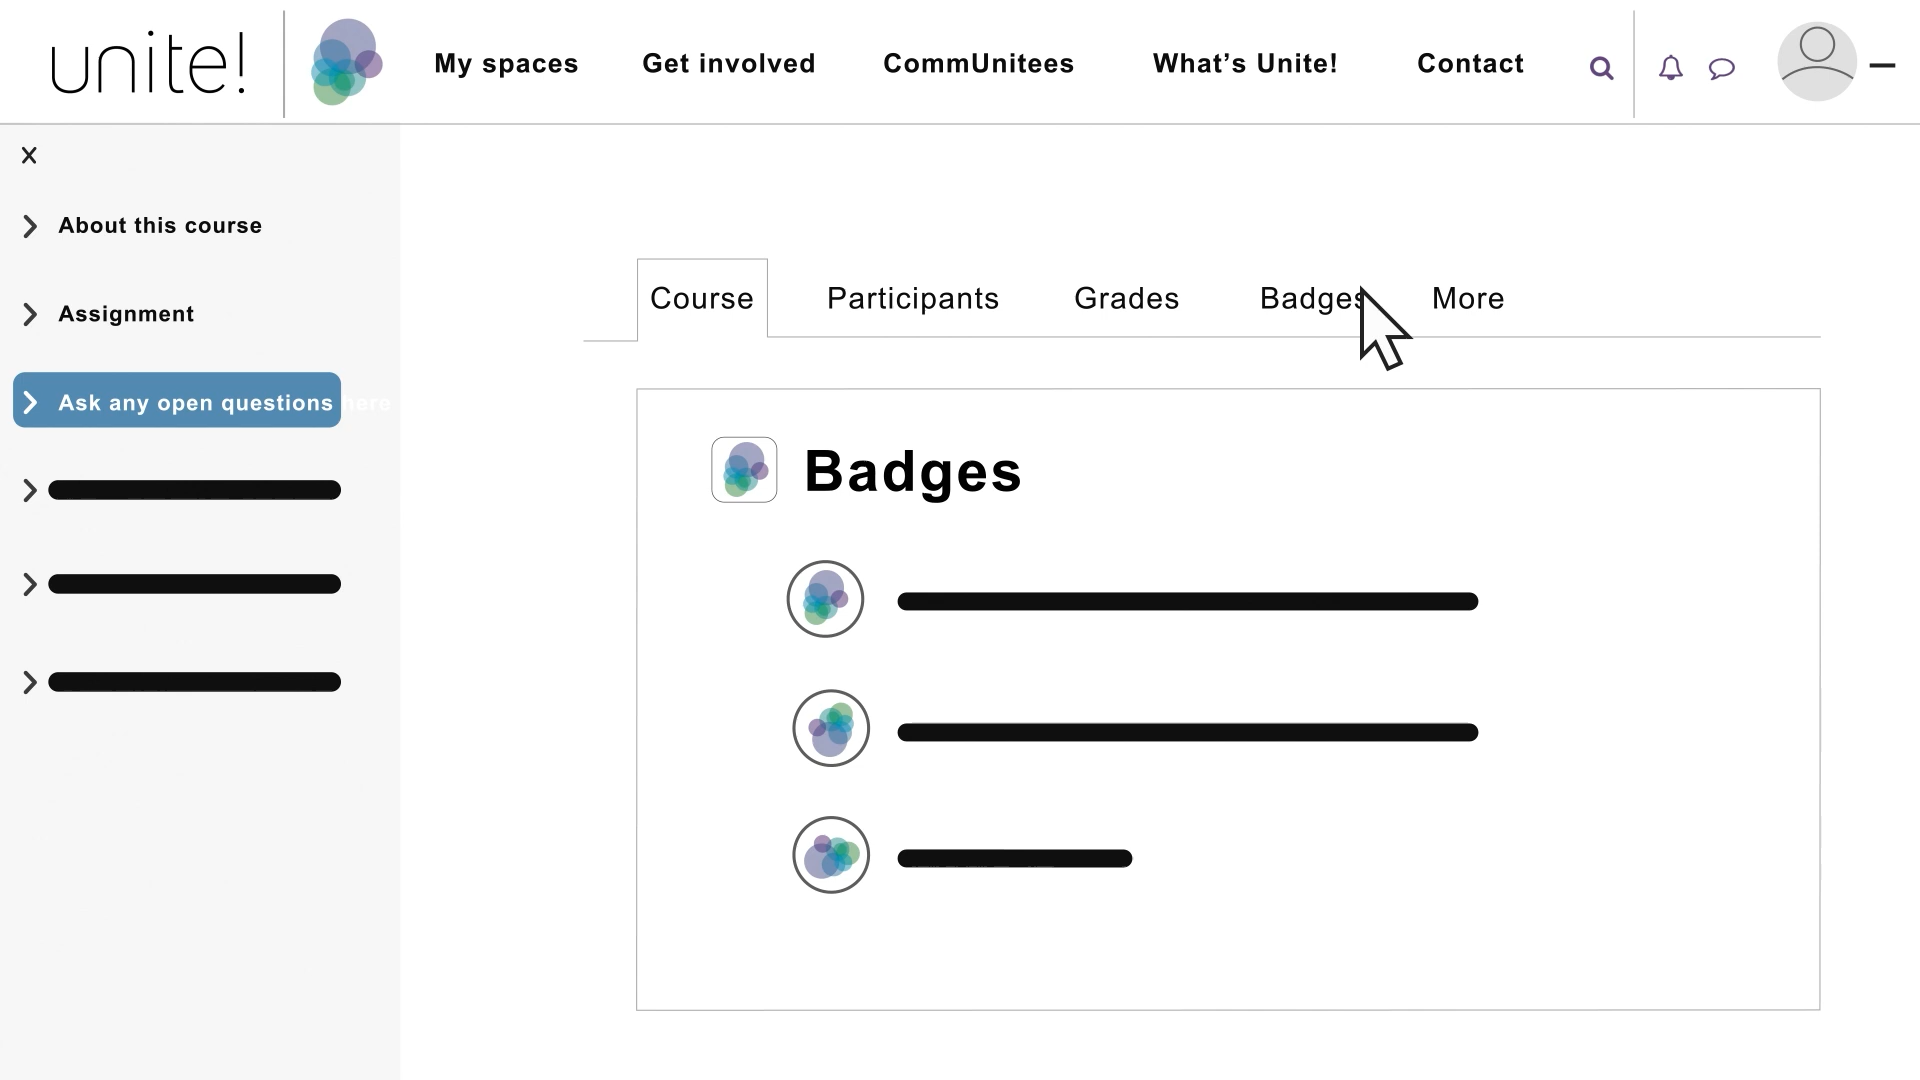 unite!
My spaces Get involved CommUnitees What's Unite! Contact
X
About this course
Assignment
Ask any open questions here
Course Participants Grades Badges More
Badges